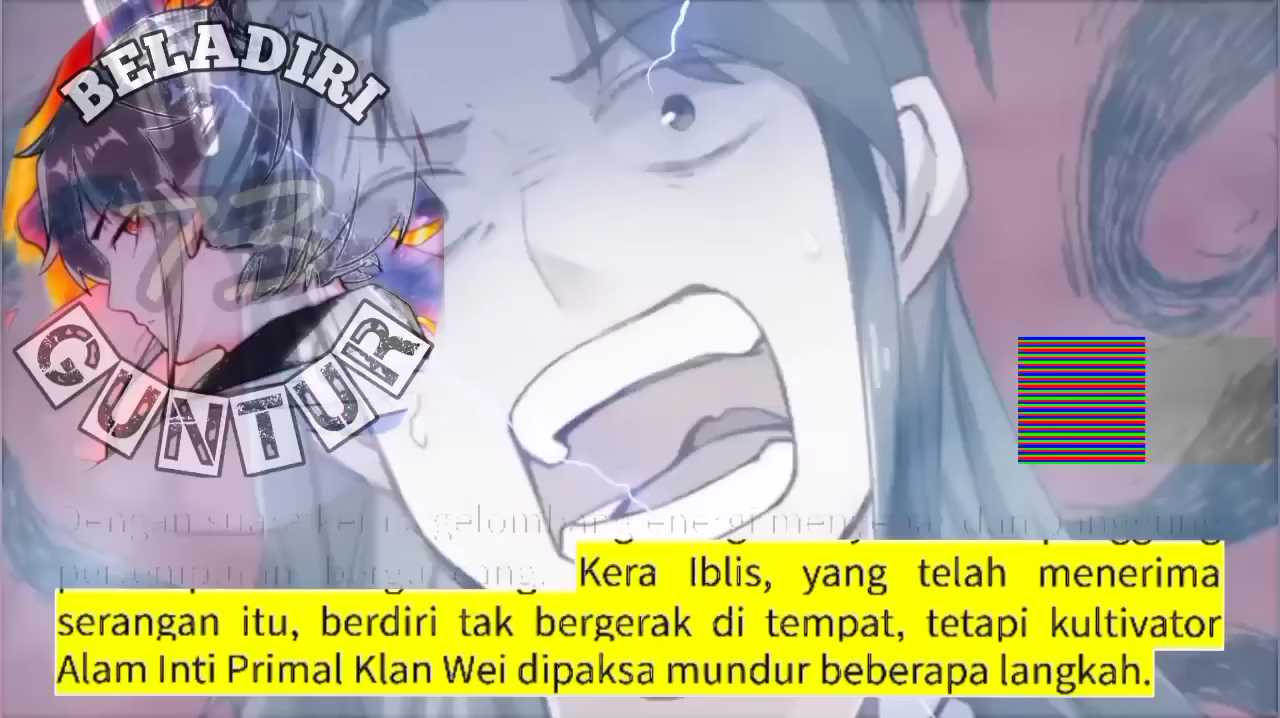 BELADIRI
GUNTUR
Kera Iblis, yang telah menerima
serangan itu, berdiri tak bergerak di tempat, tetapi kultivator
Alam Inti Primal Klan Wei dipaksa mundur beberapa langkah.